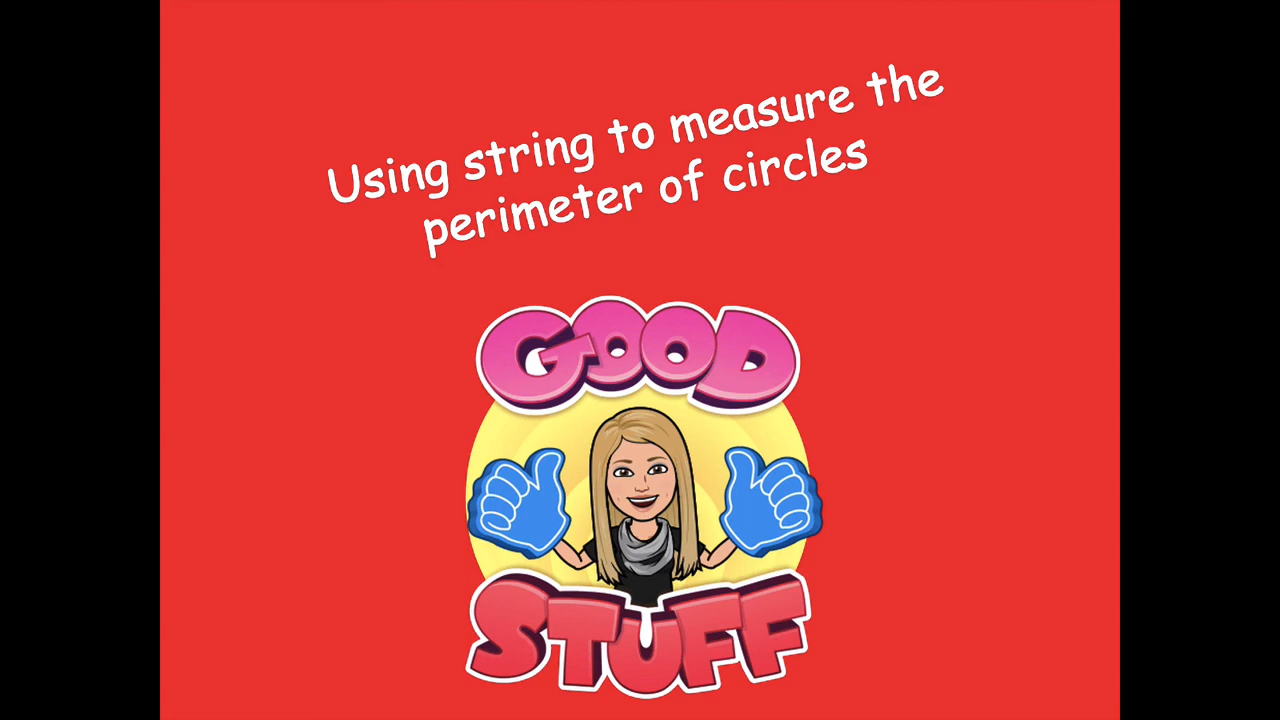 Using string to measure the
perimeter of circles
GOOD
STUFF